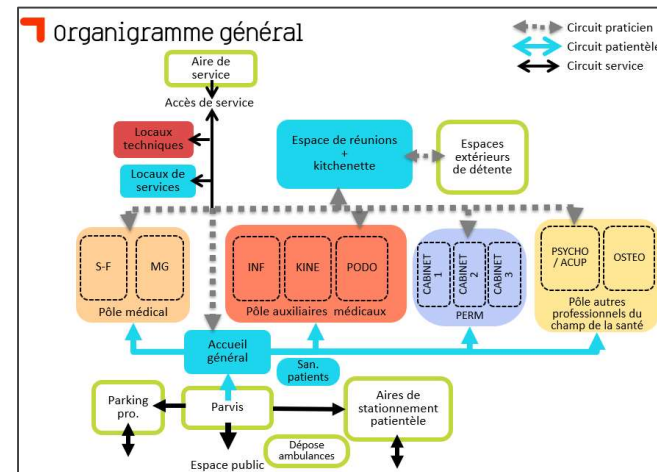 Organigramme général
Circuit praticien
Circuit patientèle
Circuit service
Aire de
service
Accès de service
Locaux
techniques
Locaux de
services
Espace de réunions
+
kitchenette
Espaces
extérieurs
de détente
S-F
MG
Pôle médical
INF
KINE
PODO
Pôle auxiliaires médicaux
CABINET
1
CABINET
2
CABINET
3
PERM
PSYCHO
/ ACUP
OSTEO
Pôle autres
professionnels du
champ de la santé
Accueil
général
San.
patients
Parking
pro.
Parvis
Aires de
stationnement
patientèle
Dépose
ambulances
Espace public